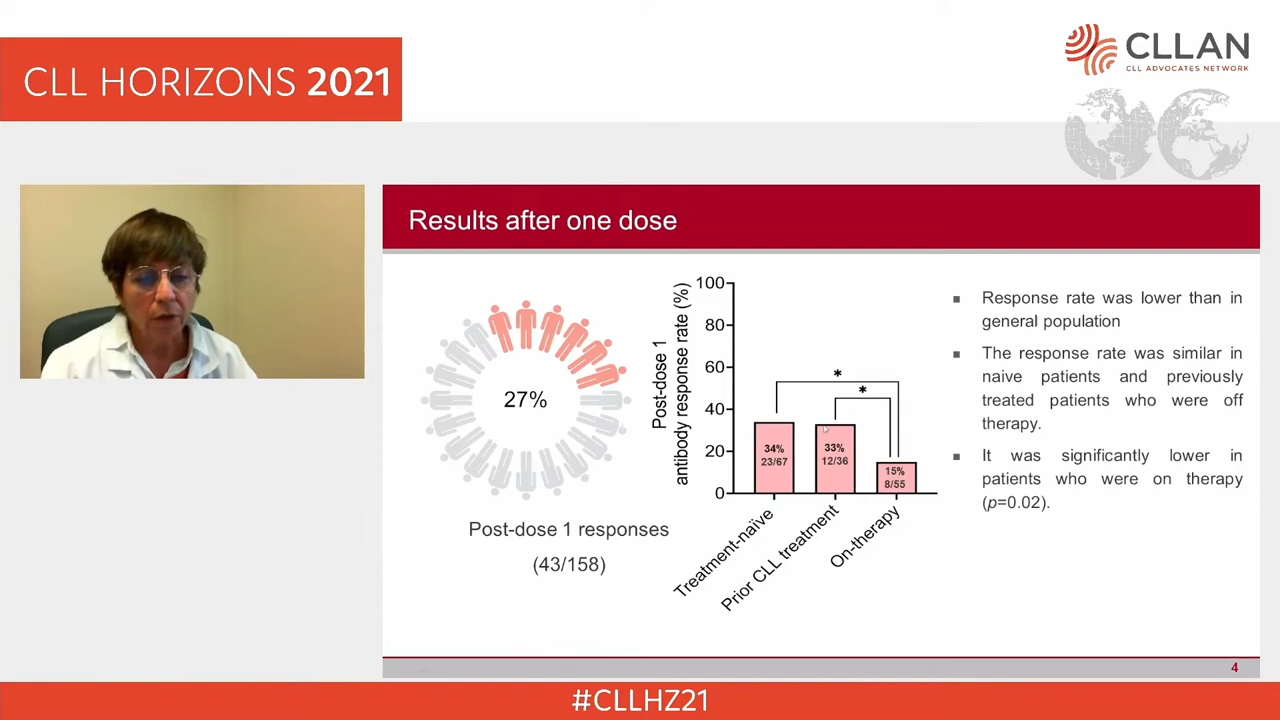 CLL HORIZONS 2021
CLLAN
CLL ADVOCATES NETWORK
Results after one dose
27%
Post-dose 1 responses
(43/158)
Post-dose 1
antibody response rate (%)
100
80
60
40
20
0
*
*
34%
23/67
33%
12/36
15%
8/55
Treatment-naïve
Prior CLL treatment
On-therapy
▪ Response rate was lower than in
general population
▪ The response rate was similar in
naive patients and previously
treated patients who were off
therapy.
▪ It was significantly lower in
patients who were on therapy
(p=0.02).
4
#CLLHZ21